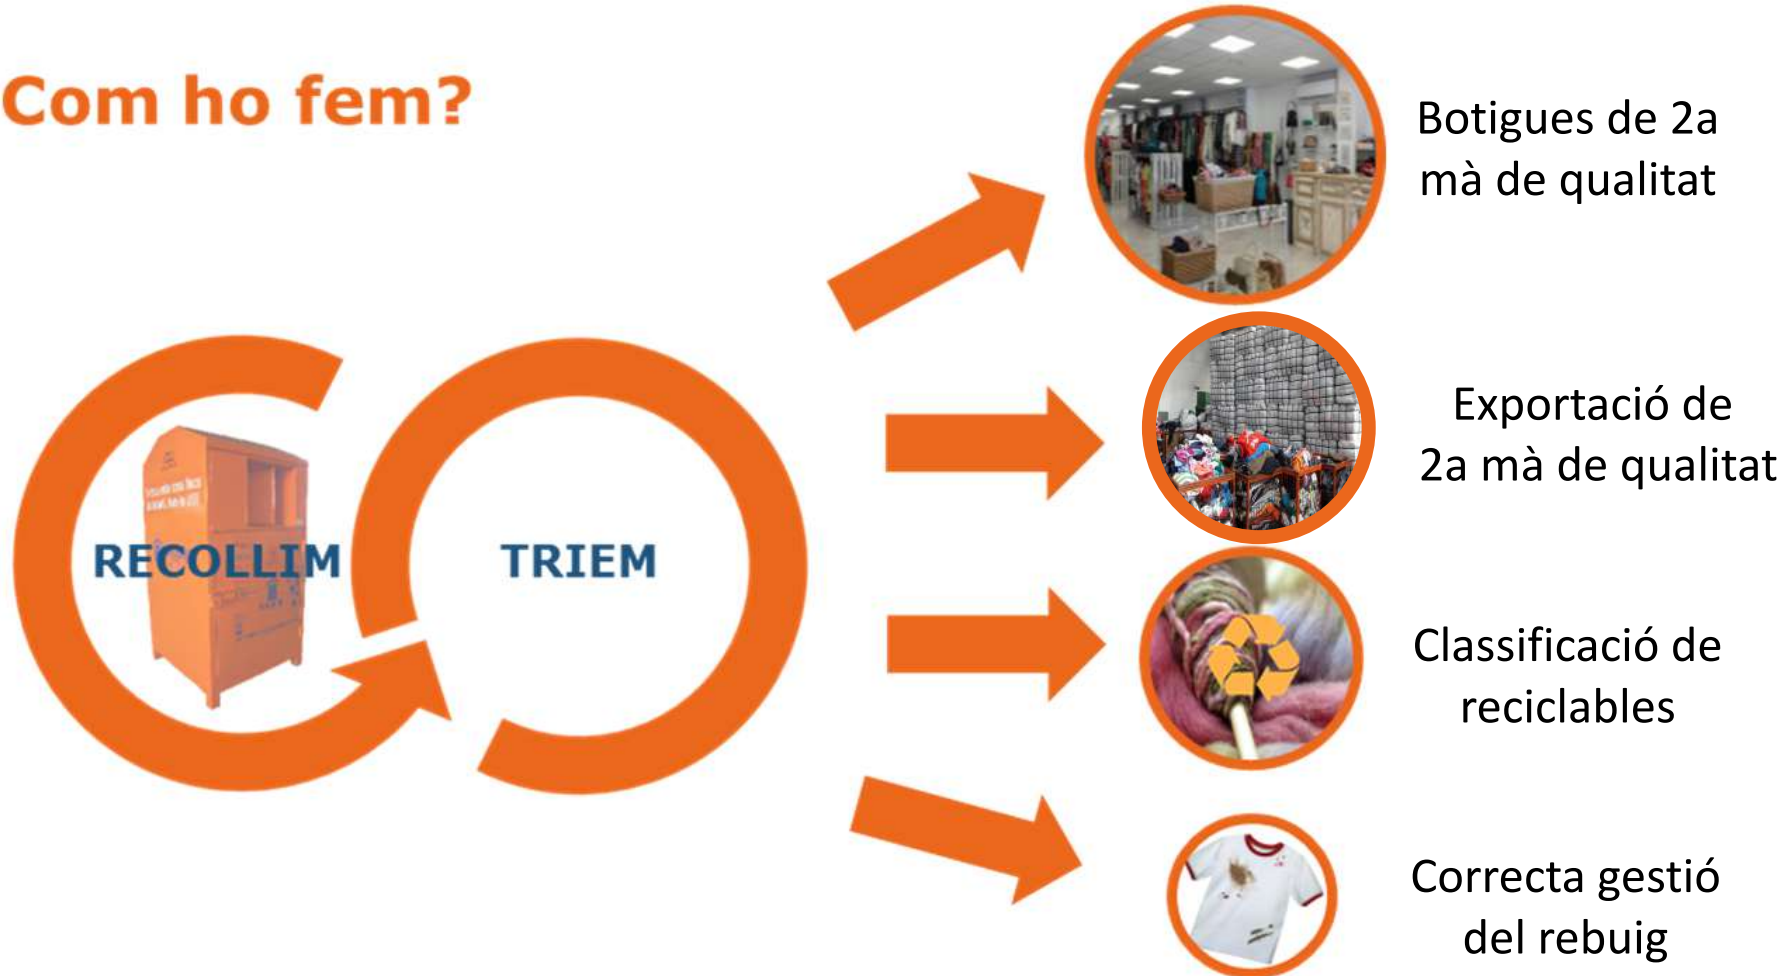 Com ho fem?
RECOLLIM
TRIEM
Botigues de 2a
mà de qualitat
Exportació de
2a mà de qualitat
Classificació de
reciclables
Correcta gestió
del rebuig